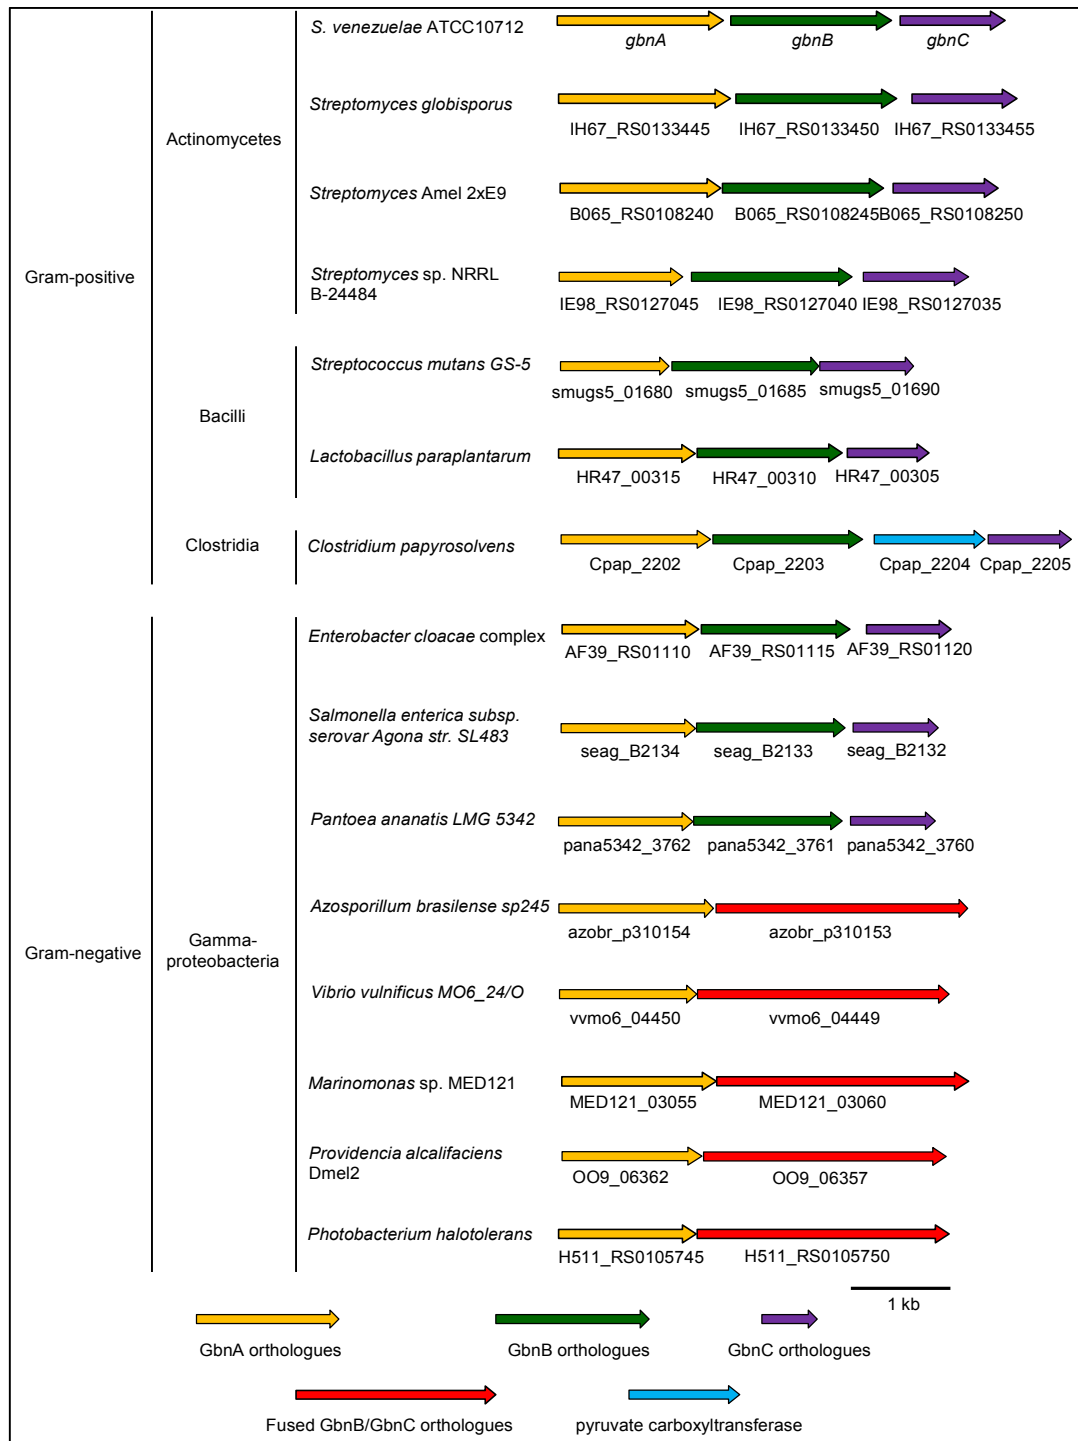 S. venezuelae ATCC10712
gbnA gbnB gbnC
Streptomyces globisporus
IH67_RS0133445 IH67_RS0133450 IH67_RS0133455
Actinomycetes
Streptomyces Amel 2xE9
B065_RS0108240 B065_RS0108245 B065_RS0108250
Gram-positive
Streptomyces sp. NRRL
B-24484
IE98_RS0127045 IE98_RS0127040 IE98_RS0127035
Streptococcus mutans GS-5
smugs5_01680 smugs5_01685 smugs5_01690
Bacilli
Lactobacillus paraplantarum
HR47_00315 HR47_00310 HR47_00305
Clostridia
Clostridium papyrosolvens
Cpap_2202 Cpap_2203 Cpap_2204 Cpap_2205
Enterobacter cloacae complex
AF39_RS01110 AF39_RS01115 AF39_RS01120
Salmonella enterica subsp.
serovar Agona str. SL483
seag_B2134 seag_B2133 seag_B2132
Pantoea ananatis LMG 5342
pana5342_3762 pana5342_3761 pana5342_3760
Azosporillum brasilense sp245
azobr_p310154 azobr_p310153
Gram-negative
Gamma-
proteobacteria
Vibrio vulnificus MO6_24/O
vvmo6_04450 vvmo6_04449
Marinomonas sp. MED121
MED121_03055 MED121_03060
Providencia alcalifaciens
Dmel2
OO9_06362 OO9_06357
Photobacterium halotolerans
H511_RS0105745 H511_RS0105750
1 kb
GbnA orthologues GbnB orthologues GbnC orthologues
Fused GbnB/GbnC orthologues pyruvate carboxyltransferase